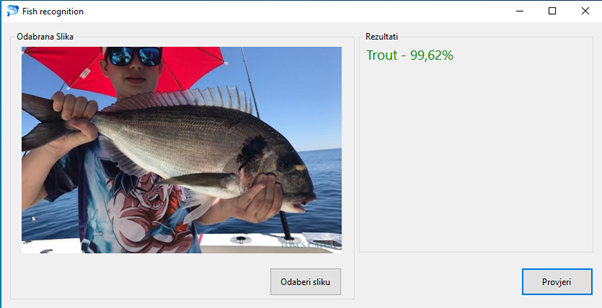 Fish recognition
Odabrana Slika
Rezultati
Trout - 99,62%
Odaberi sliku
Provjeri